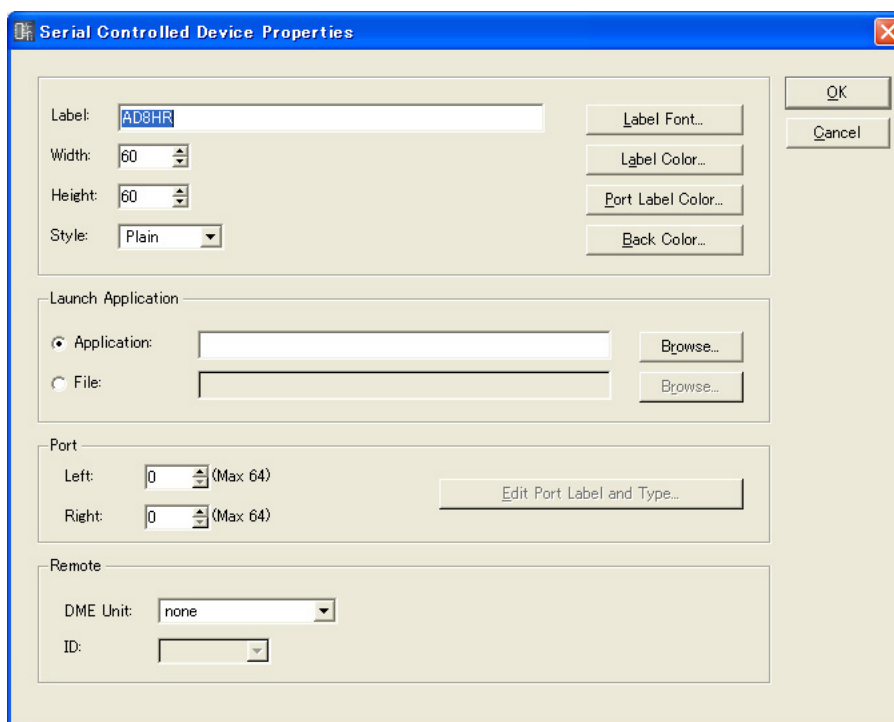 Serial Controlled Device Properties
Label: AD8HR Label Font... OK
Width: 60 Label Color... Cancel
Height: 60 Port Label Color...
Style: Plain Back Color...
Launch Application
Application: Browse...
File: Browse...
Port
Left: 0 (Max 64) Edit Port Label and Type...
Right: 0 (Max 64)
Remote
DME Unit: none
ID: